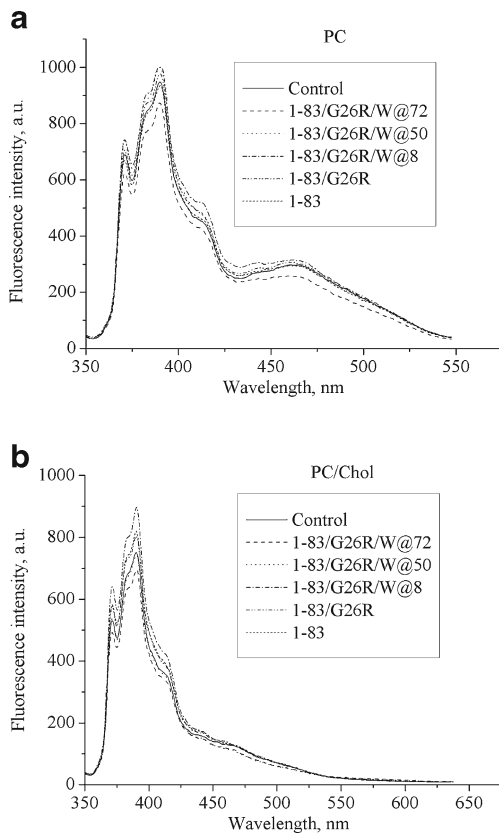 a
PC
Control
1-83/G26R/W@72
1-83/G26R/W@50
1-83/G26R/W@8
1-83/G26R
1-83
Fluorescence intensity, a.u.
1000
800
600
400
200
0
350
400
450
500
550
Wavelength, nm
b
PC/Chol
Control
1-83/G26R/W@72
1-83/G26R/W@50
1-83/G26R/W@8
1-83/G26R
1-83
Fluorescence intensity, a.u.
1000
800
600
400
200
0
350
400
450
500
550
600
650
Wavelength, nm